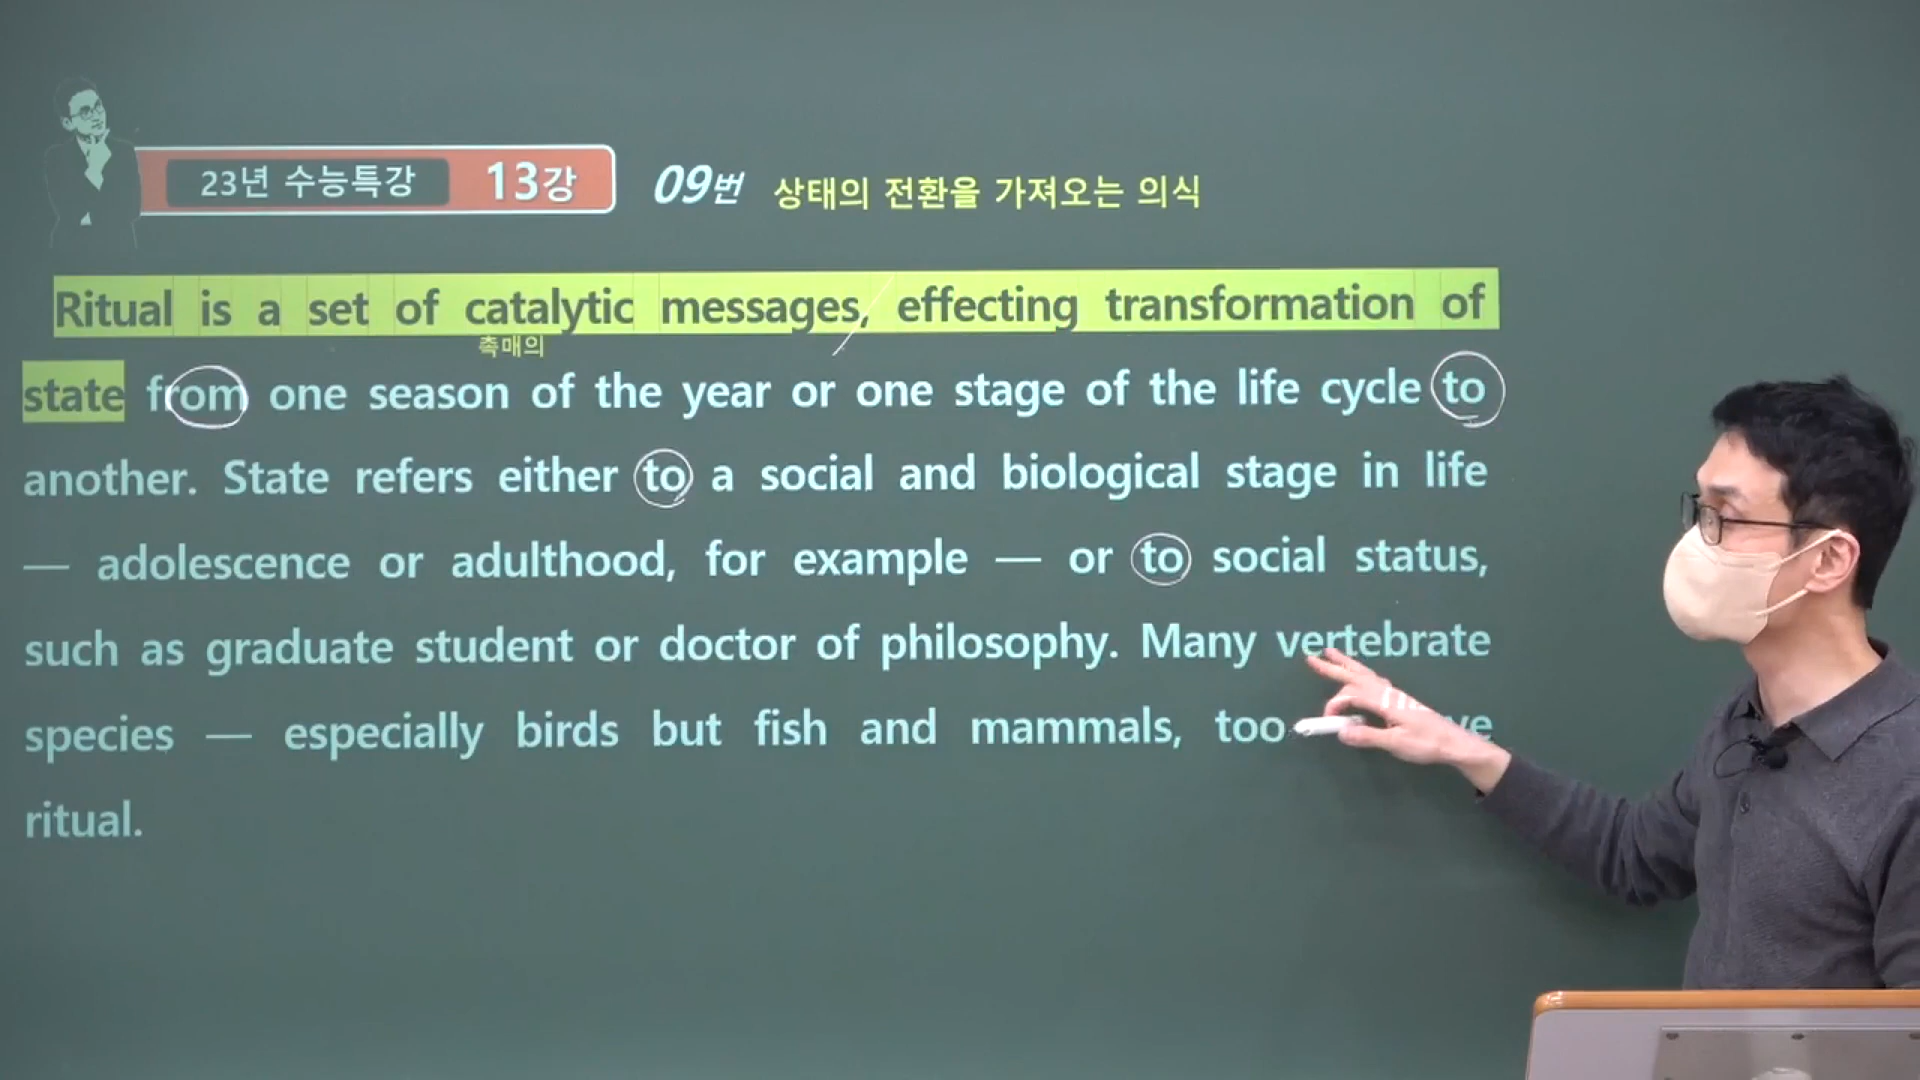 23년 수능특강 13강 09번 상태의 전환을 가져오는 의식
Ritual is a set of catalytic messages, effecting transformation of
촉매의
state from one season of the year or one stage of the life cycle to
another. State refers either to a social and biological stage in life
— adolescence or adulthood, for example — or to social status,
such as graduate student or doctor of philosophy. Many vertebrate
species — especially birds but fish and mammals, too
ritual.